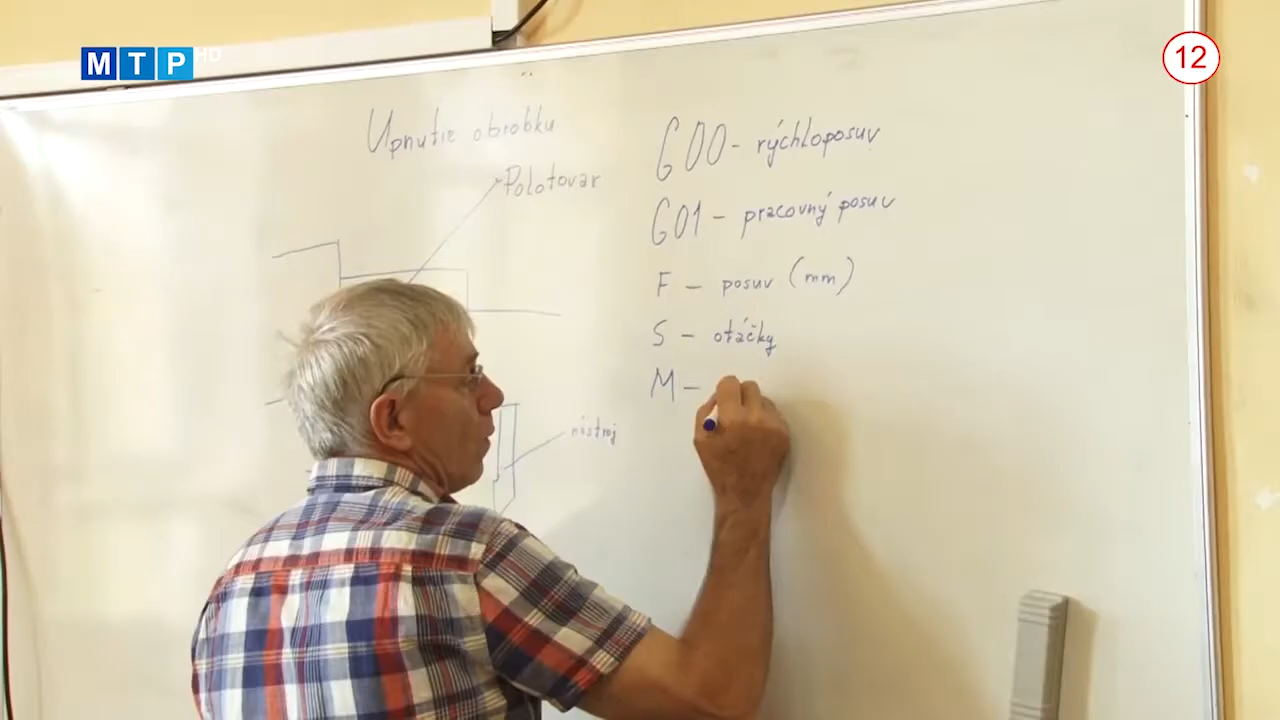 MTP HD
12
Upnutie obrobku
Polotovar
nástroj
G00 - rýchloposuv
G01 - pracovný posuv
F - posuv (mm)
S - otáčky
M -